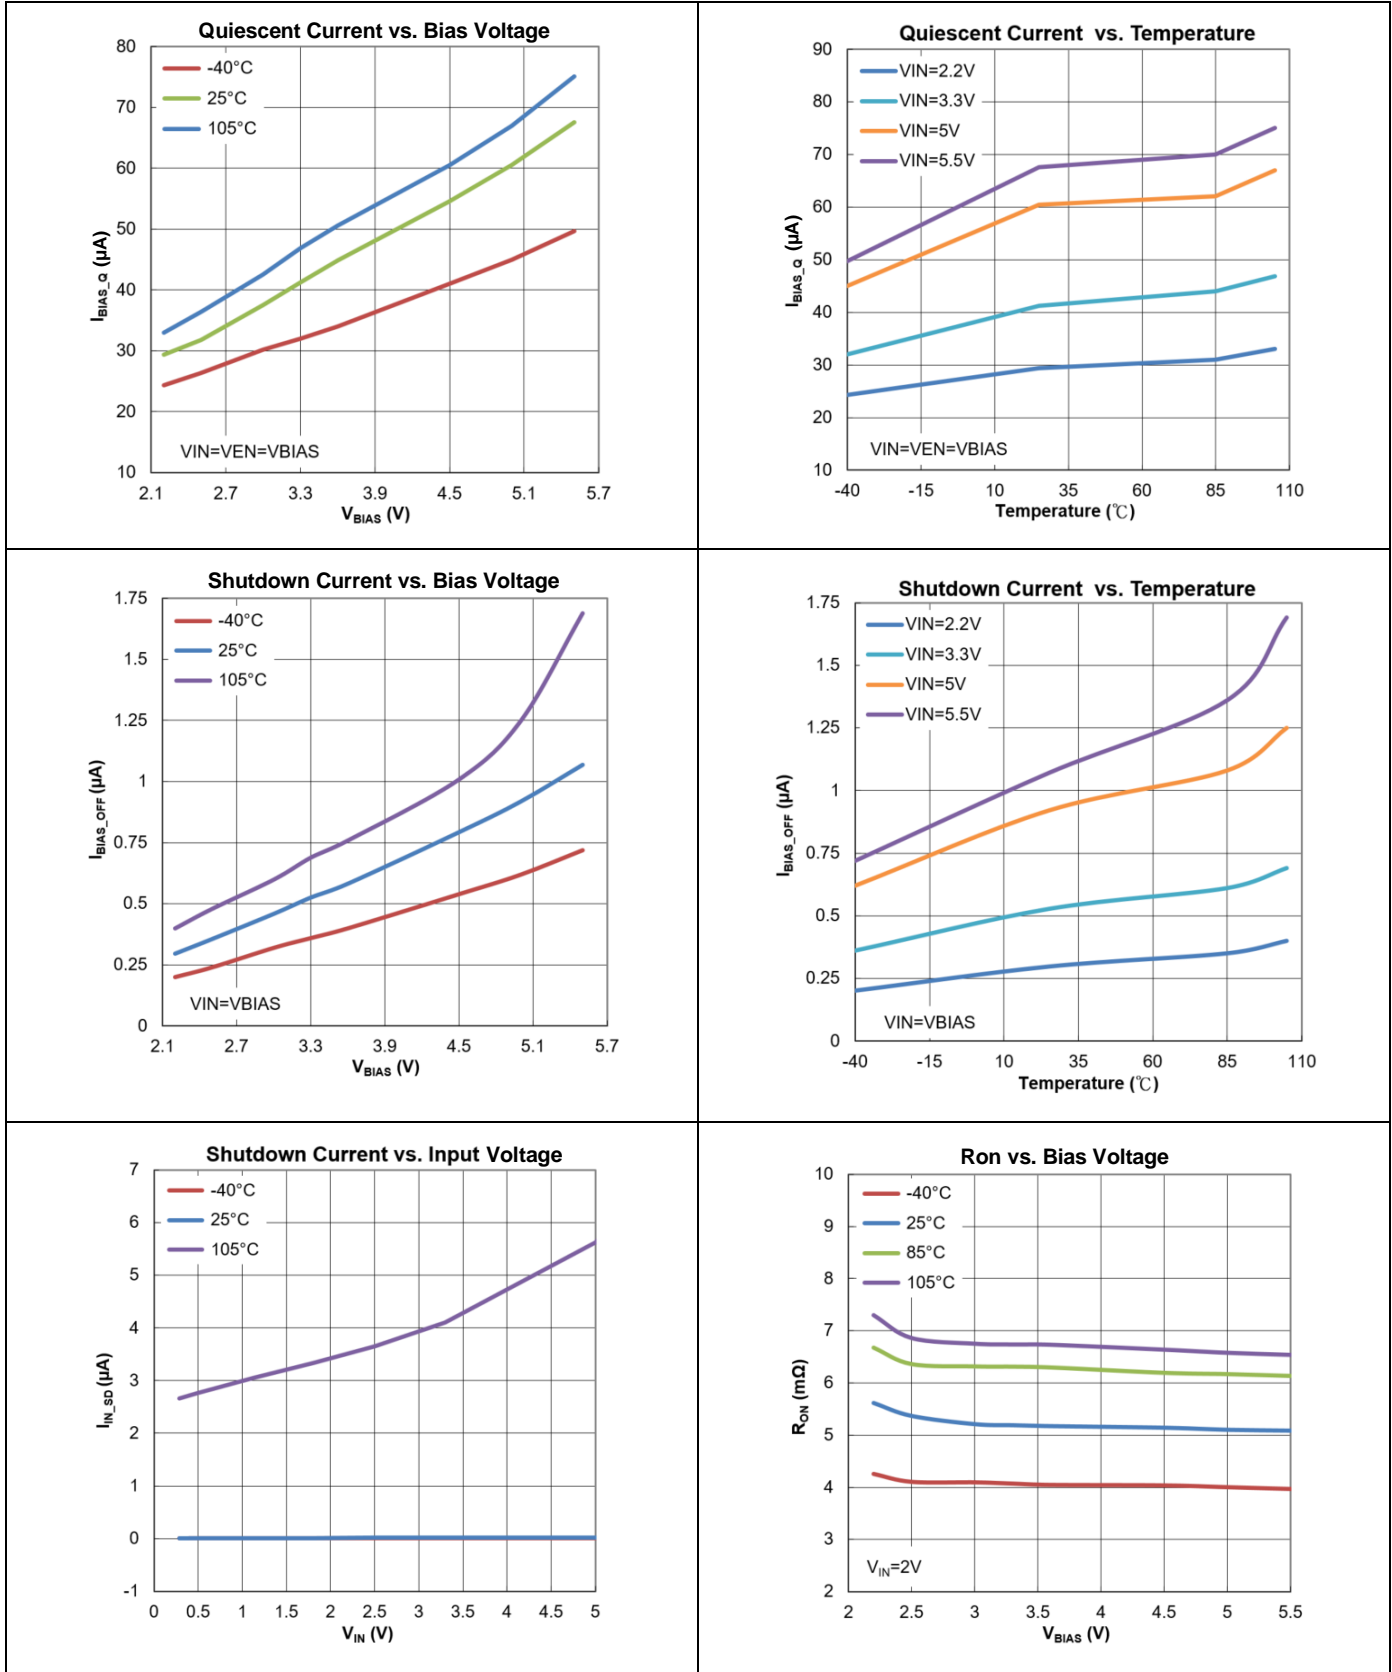 Quiescent Current vs. Bias Voltage
80
70
60
50
40
30
20
10
-40°C
25°C
105°C
I_BIAS_Q (µA)
VIN=VEN=VBIAS
2.1 2.7 3.3 3.9 4.5 5.1 5.7
V_BIAS (V)
Quiescent Current vs. Temperature
90
80
70
60
50
40
30
20
10
VIN=2.2V
VIN=3.3V
VIN=5V
VIN=5.5V
I_BIAS_Q (µA)
VIN=VEN=VBIAS
-40 -15 10 35 60 85 110
Temperature (℃)
Shutdown Current vs. Bias Voltage
1.75
1.5
1.25
1
0.75
0.5
0.25
0
-40°C
25°C
105°C
I_BIAS_OFF (µA)
VIN=VBIAS
2.1 2.7 3.3 3.9 4.5 5.1 5.7
V_BIAS (V)
Shutdown Current vs. Temperature
1.75
1.5
1.25
1
0.75
0.5
0.25
0
VIN=2.2V
VIN=3.3V
VIN=5V
VIN=5.5V
I_BIAS_OFF (µA)
VIN=VBIAS
-40 -15 10 35 60 85 110
Temperature (℃)
Shutdown Current vs. Input Voltage
7
6
5
4
3
2
1
0
-1
-40°C
25°C
105°C
I_IN_SD (µA)
0 0.5 1 1.5 2 2.5 3 3.5 4 4.5 5
V_IN (V)
Ron vs. Bias Voltage
10
9
8
7
6
5
4
3
2
-40°C
25°C
85°C
105°C
R_ON (mΩ)
V_IN=2V
2 2.5 3 3.5 4 4.5 5 5.5
V_BIAS (V)